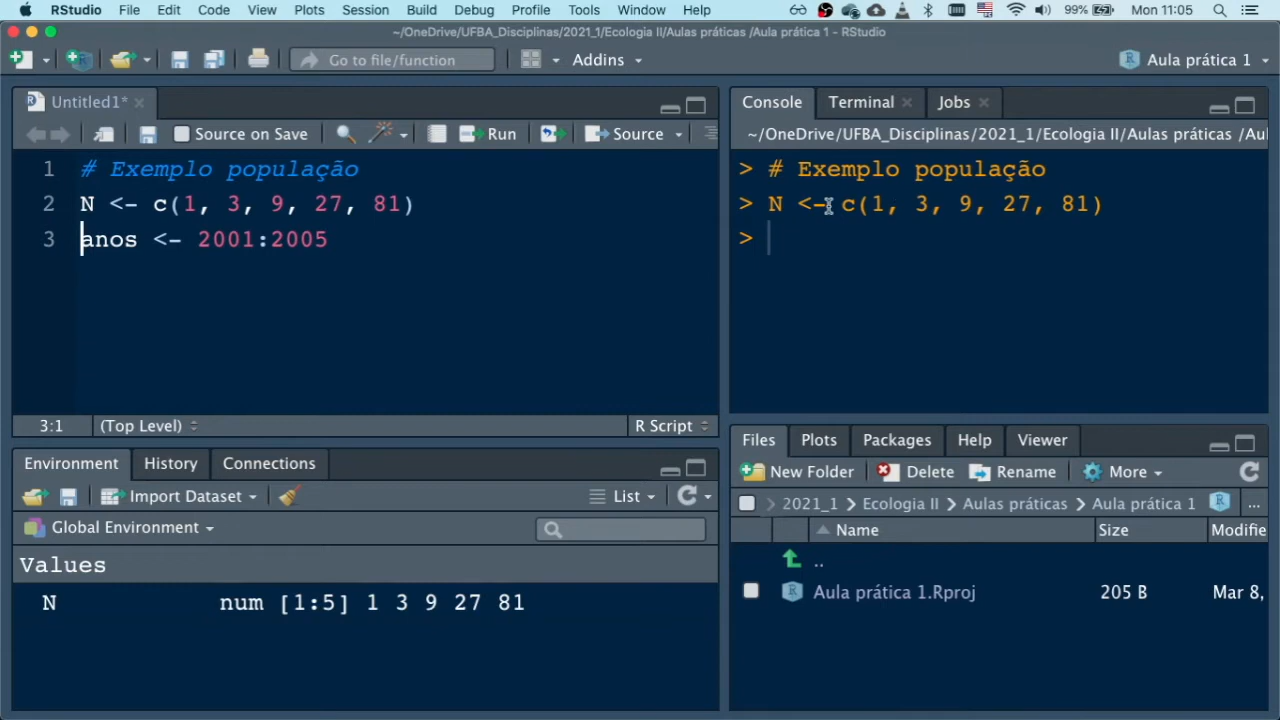 RStudio File Edit Code View Plots Session Build Debug Profile Tools Window Help 99% Mon 11:05
~/OneDrive/UFBA_Disciplinas/2021_1/Ecologia II/Aulas práticas /Aula prática 1 - RStudio
Go to file/function Addins Aula prática 1
Untitled1*
Source on Save Run Source
1 # Exemplo população
2 N <- c(1, 3, 9, 27, 81)
3 anos <- 2001:2005
3:1 (Top Level) R Script
Console Terminal Jobs
~/OneDrive/UFBA_Disciplinas/2021_1/Ecologia II/Aulas práticas /Aul
> # Exemplo população
> N <- c(1, 3, 9, 27, 81)
>
Environment History Connections
Import Dataset List
Global Environment
Values
N num [1:5] 1 3 9 27 81
Files Plots Packages Help Viewer
New Folder Delete Rename More
2021_1 Ecologia II Aulas práticas Aula prática 1 ...
Name Size Modifie
..
Aula prática 1.Rproj 205 B Mar 8,